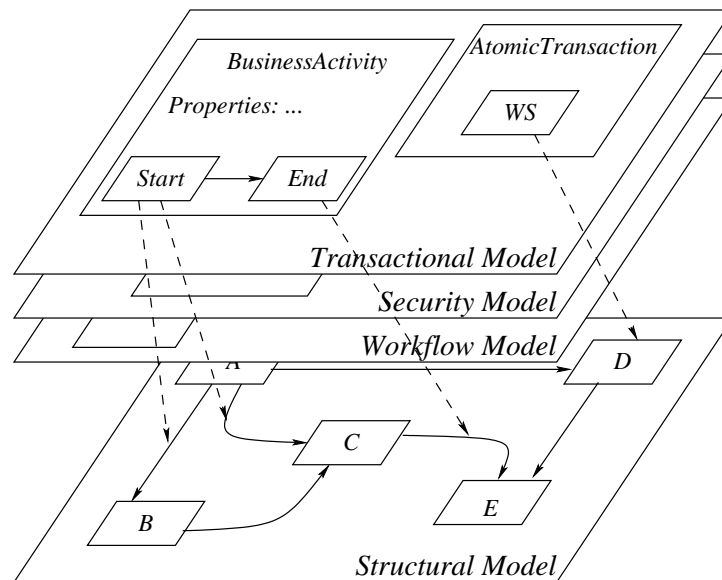 BusinessActivity
AtomicTransaction
Properties: ...
WS
Start
End
Transactional Model
Security Model
Workflow Model
A
D
C
B
E
Structural Model